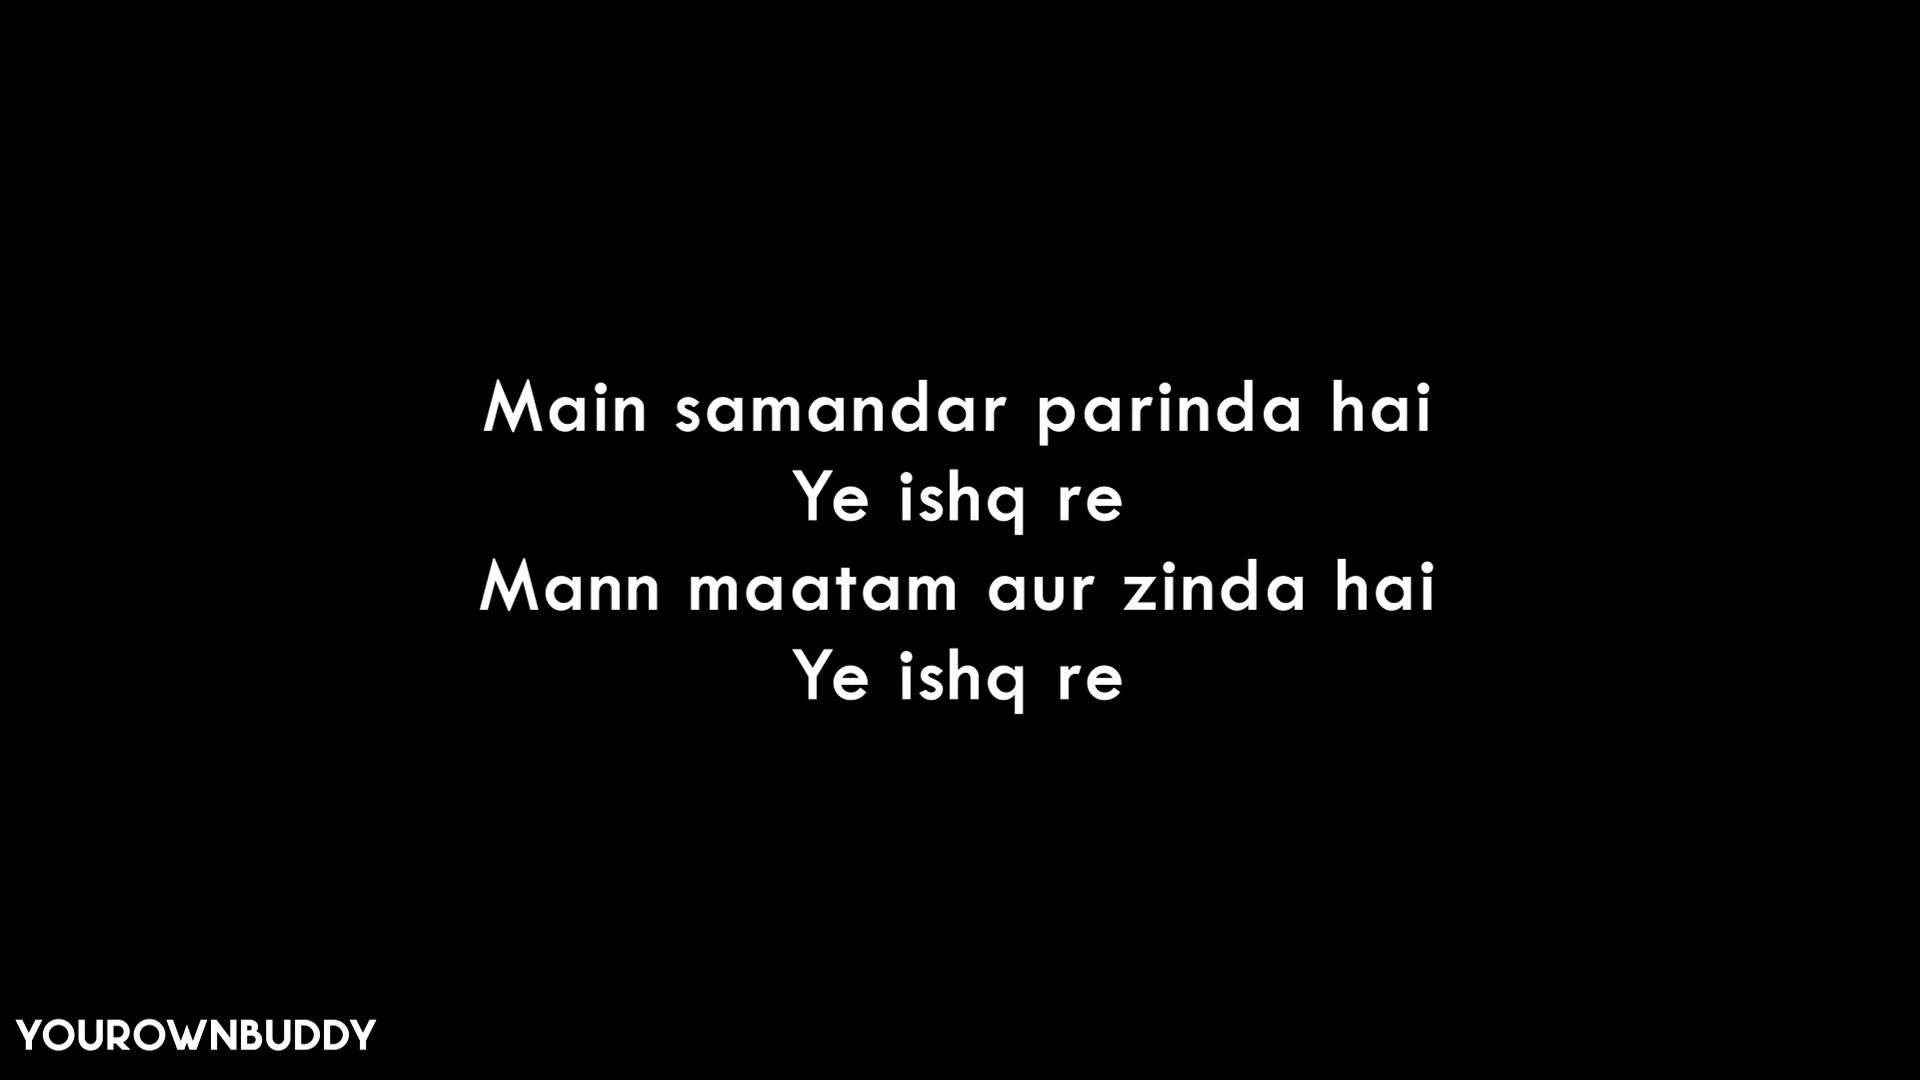 Main samandar parinda hai
Ye ishq re
Mann maatam aur zinda hai
Ye ishq re
YOUROWNBUDDY